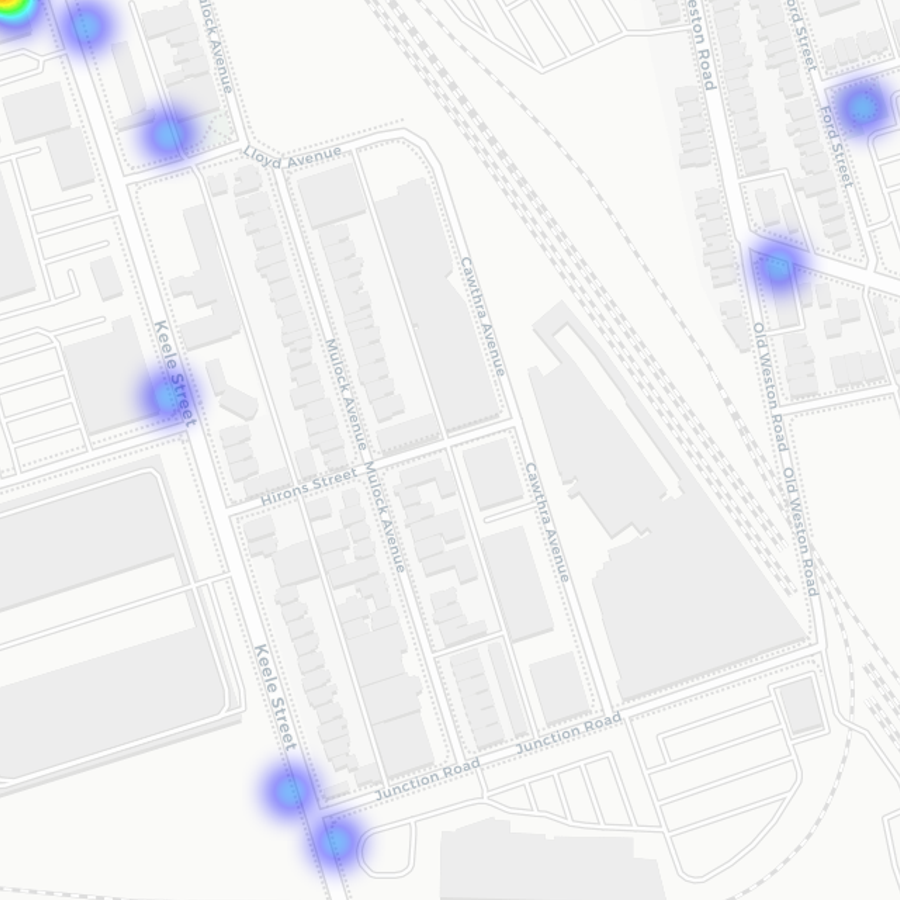 Mulock Avenue
Weston Road
Ford Street
Ford Street
Lloyd Avenue
Cawthra Avenue
Keele Street
Mulock Avenue
Old Weston Road
Hirons Street
Mulock Avenue
Cawthra Avenue
Old Weston Road
Keele Street
Junction Road
Junction Road